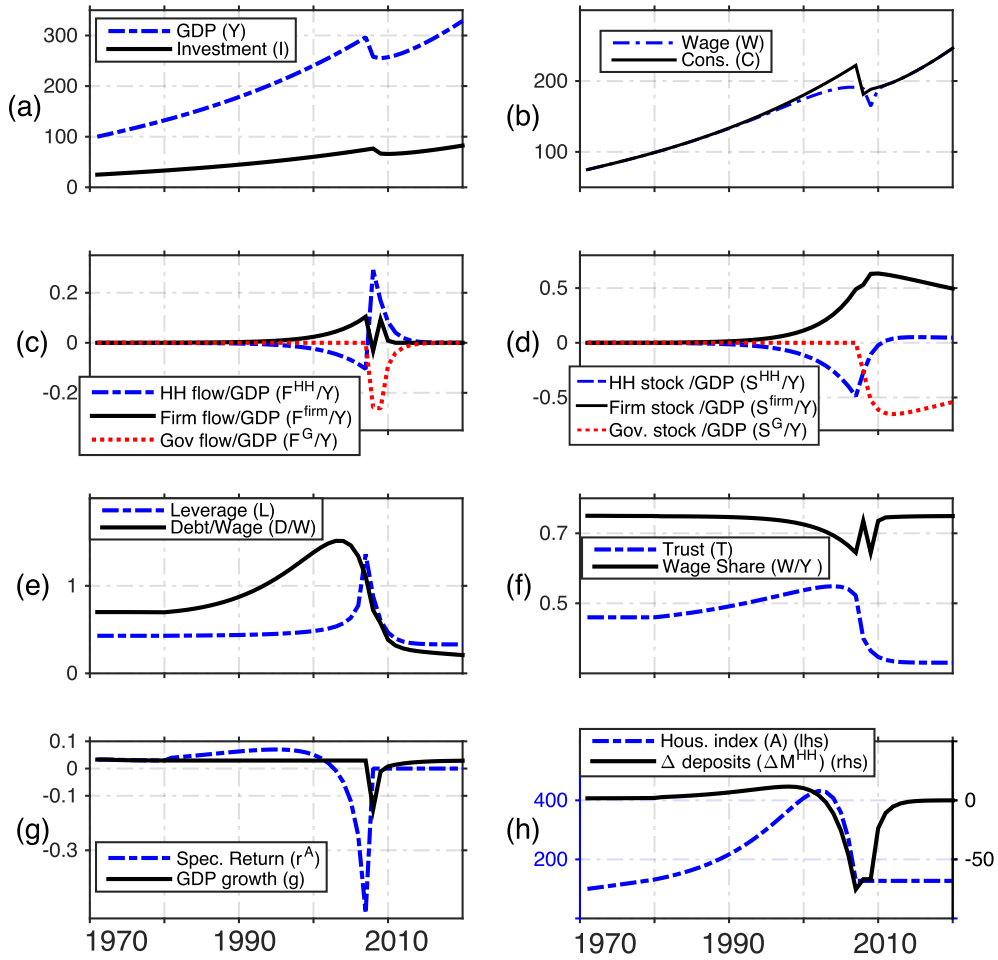 (a)
300
200
100
0
GDP (Y)
Investment (I)
(b)
200
100
Wage (W)
Cons. (C)
(c)
0.2
0
-0.2
HH flow/GDP (F^HH/Y)
Firm flow/GDP (F^firm/Y)
Gov flow/GDP (F^G/Y)
(d)
0.5
0
-0.5
HH stock /GDP (S^HH/Y)
Firm stock /GDP (S^firm/Y)
Gov. stock /GDP (S^G/Y)
(e)
1
0
Leverage (L)
Debt/Wage (D/W)
(f)
0.7
0.5
Trust (T)
Wage Share (W/Y )
(g)
0.1
0
-0.1
-0.3
Spec. Return (r^A)
GDP growth (g)
1970 1990 2010
(h)
Hous. index (A) (lhs)
Δ deposits (ΔM^HH) (rhs)
400
200
0
-50
1970 1990 2010